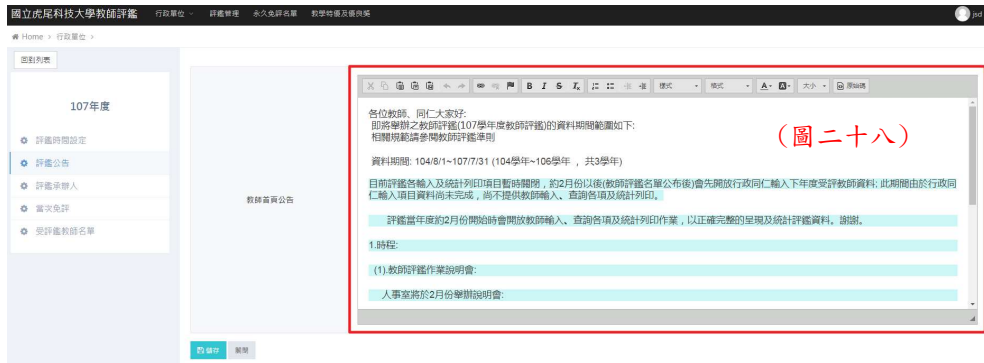 國立虎尾科技大學教師評鑑 行政單位 評鑑管理 永久免評名單 教學特優及優良獎 jsd
Home > 行政單位 >
回到列表
107年度
評鑑時間設定
評鑑公告
評鑑承辦人
當次免評
受評鑑教師名單
教師首頁公告
B I S Ix 樣式 格式 A A 大小 原始碼
各位教師、同仁大家好:
即將舉辦之教師評鑑(107學年度教師評鑑)的資料期間範圍如下:
相關規範請參閱教師評鑑準則
(圖二十八)
資料期間: 104/8/1~107/7/31 (104學年~106學年 , 共3學年)
目前評鑑各輸入及統計列印項目暫時關閉，約2月份以後(教師評鑑名單公布後)會先開放行政同仁輸入下年度受評教師資料; 此期間由於行政同
仁輸入項目資料尚未完成，尚不提供教師輸入、查詢各項及統計列印。
評鑑當年度約2月份開始時會開放教師輸入、查詢各項及統計列印作業，以正確完整的呈現及統計評鑑資料。謝謝。
1.時程:
(1).教師評鑑作業說明會:
人事室將於2月份舉辦說明會:
儲存 關閉